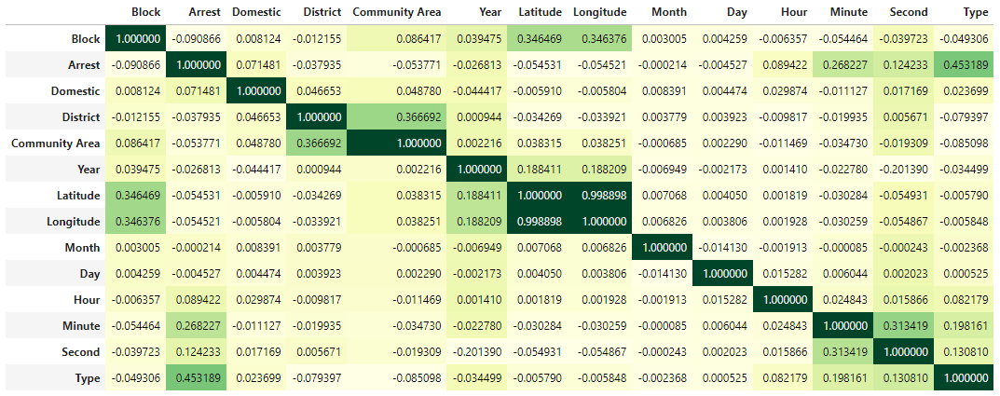 Block Arrest Domestic District Community Area Year Latitude Longitude Month Day Hour Minute Second Type
Block 1.000000 -0.090866 0.008124 -0.012155 0.086417 0.039475 0.346469 0.346376 0.003005 0.004259 -0.006357 -0.054464 -0.039723 -0.049306
Arrest -0.090866 1.000000 0.071481 -0.037935 -0.053771 -0.026813 -0.054531 -0.054521 -0.000214 -0.004527 0.089422 0.268227 0.124233 0.453189
Domestic 0.008124 0.071481 1.000000 0.046653 0.048780 -0.044417 -0.005910 -0.005804 0.008391 0.004474 0.029874 -0.011127 0.017169 0.023699
District -0.012155 -0.037935 0.046653 1.000000 0.366692 0.000944 -0.034269 -0.033921 0.003779 0.003923 -0.009817 -0.019935 0.005671 -0.079397
Community Area 0.086417 -0.053771 0.048780 0.366692 1.000000 0.002216 0.038315 0.038251 -0.000685 0.002290 -0.011469 -0.034730 -0.019309 -0.085098
Year 0.039475 -0.026813 -0.044417 0.000944 0.002216 1.000000 0.188411 0.188209 -0.006949 -0.002173 0.001410 -0.022780 -0.201390 -0.034499
Latitude 0.346469 -0.054531 -0.005910 -0.034269 0.038315 0.188411 1.000000 0.998898 0.007068 0.004050 0.001819 -0.030284 -0.054931 -0.005790
Longitude 0.346376 -0.054521 -0.005804 -0.033921 0.038251 0.188209 0.998898 1.000000 0.006826 0.003806 0.001928 -0.030259 -0.054867 -0.005848
Month 0.003005 -0.000214 0.008391 0.003779 -0.000685 -0.006949 0.007068 0.006826 1.000000 -0.014130 -0.001913 -0.000085 -0.000243 -0.002368
Day 0.004259 -0.004527 0.004474 0.003923 0.002290 -0.002173 0.004050 0.003806 -0.014130 1.000000 0.015282 0.006044 0.002023 0.000525
Hour -0.006357 0.089422 0.029874 -0.009817 -0.011469 0.001410 0.001819 0.001928 -0.001913 0.015282 1.000000 0.024843 0.015866 0.082179
Minute -0.054464 0.268227 -0.011127 -0.019935 -0.034730 -0.022780 -0.030284 -0.030259 -0.000085 0.006044 0.024843 1.000000 0.313419 0.198161
Second -0.039723 0.124233 0.017169 0.005671 -0.019309 -0.201390 -0.054931 -0.054867 -0.000243 0.002023 0.015866 0.313419 1.000000 0.130810
Type -0.049306 0.453189 0.023699 -0.079397 -0.085098 -0.034499 -0.005790 -0.005848 -0.002368 0.000525 0.082179 0.198161 0.130810 1.000000